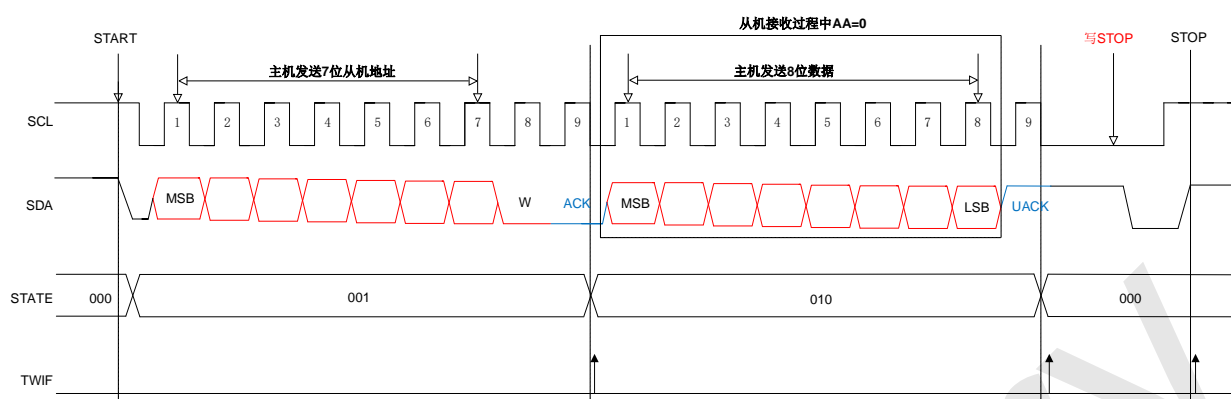 从机接收过程中AA=0
START
写STOP
STOP
主机发送7位从机地址
主机发送8位数据
SCL
1 2 3 4 5 6 7 8 9 1 2 3 4 5 6 7 8 9
SDA
MSB W ACK MSB LSB UACK
STATE
000 001 010 000
TWIF